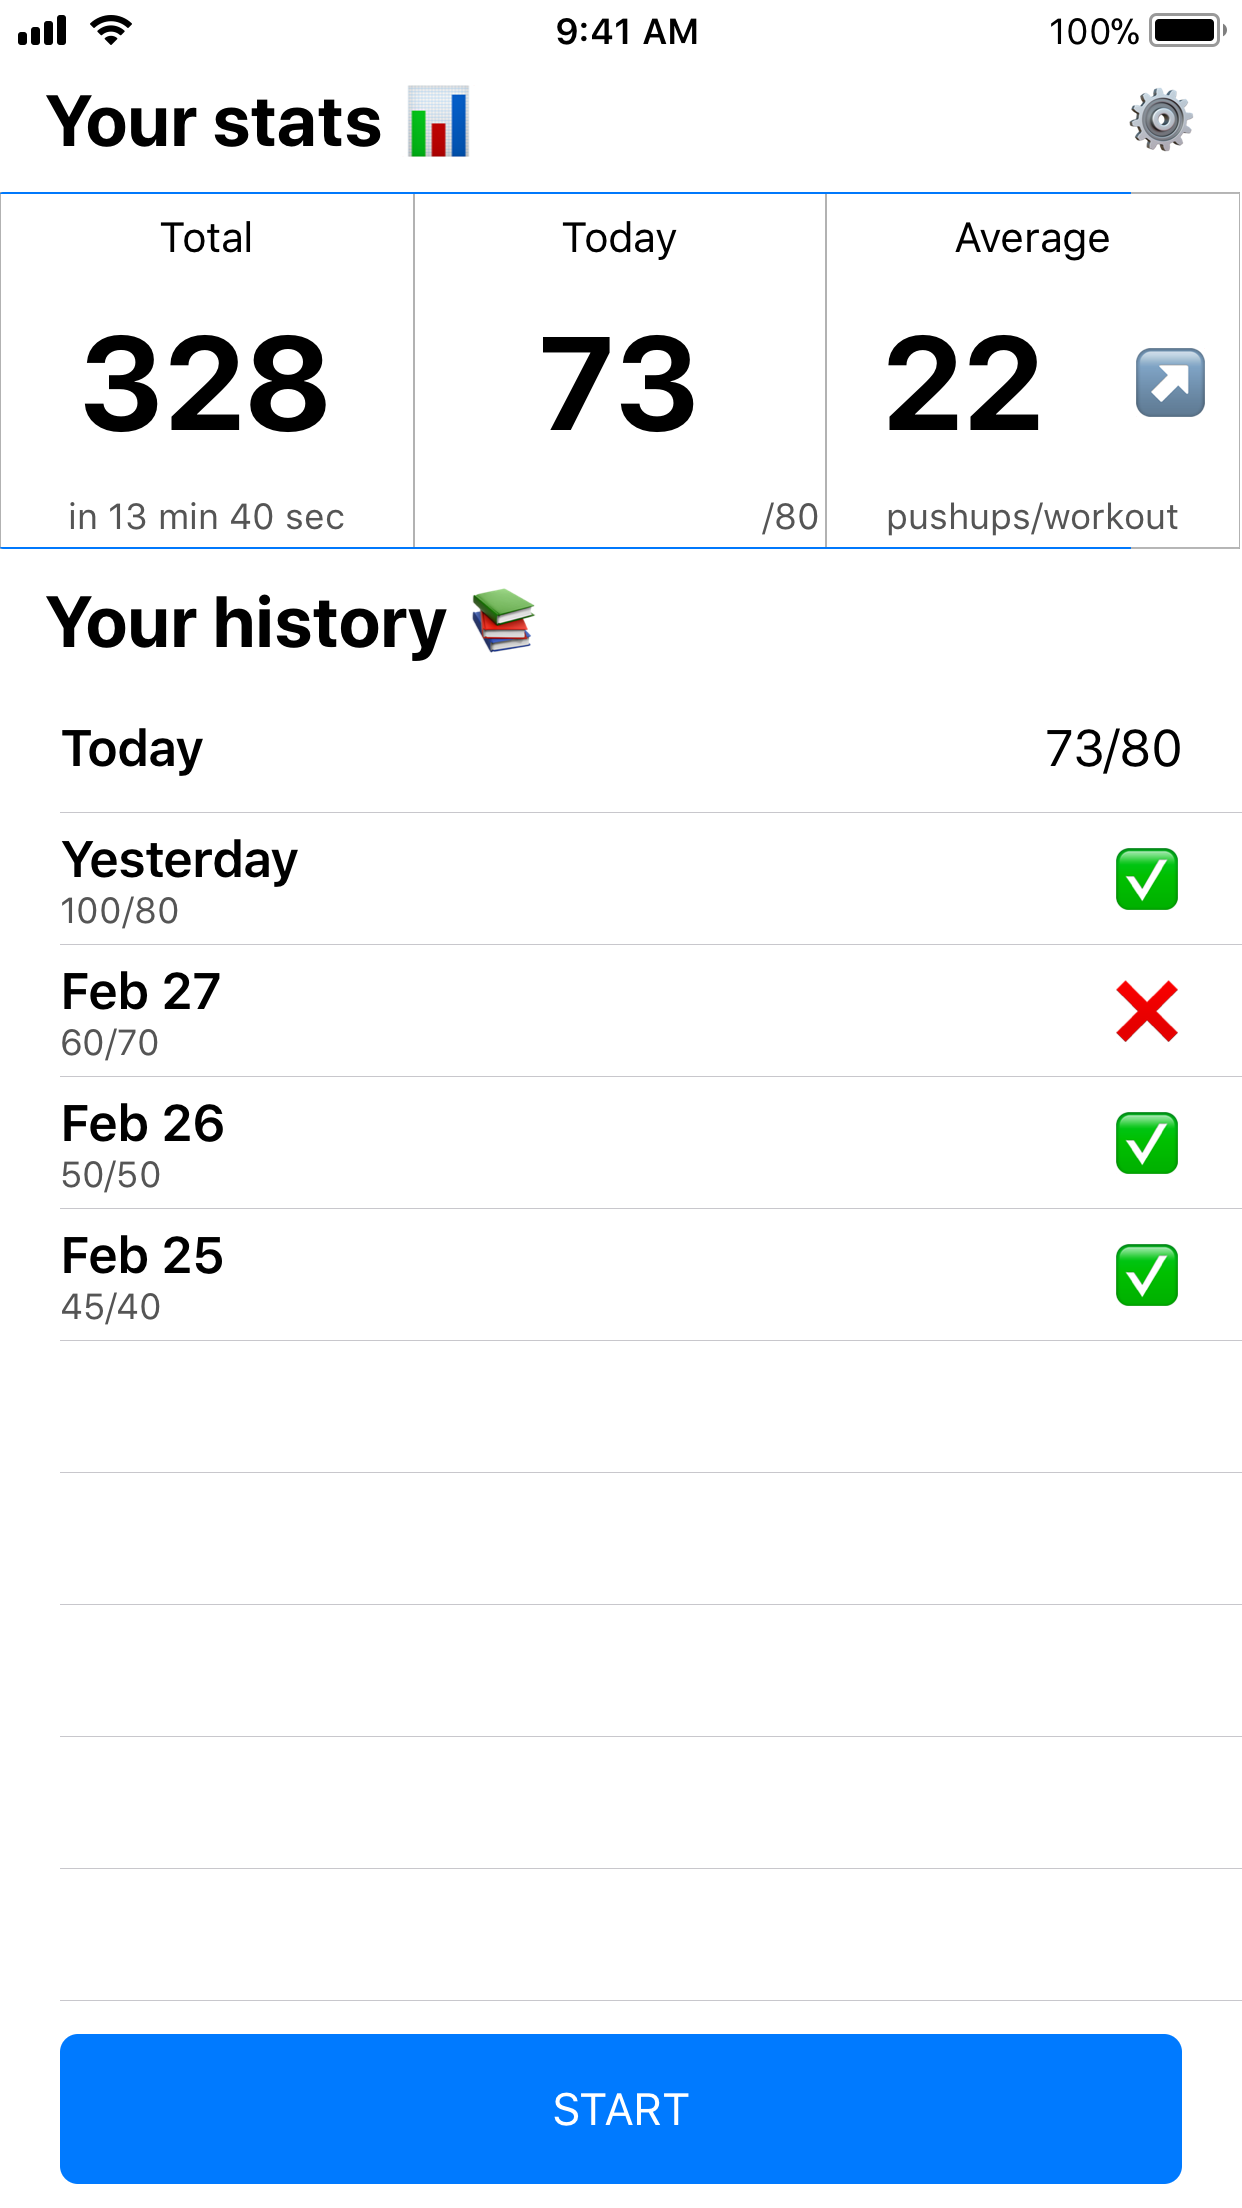 9:41 AM
100%
Your stats
Total
Today
Average
328
73
22
in 13 min 40 sec
/80
pushups/workout
Your history
Today
73/80
Yesterday
100/80
Feb 27
60/70
Feb 26
50/50
Feb 25
45/40
START